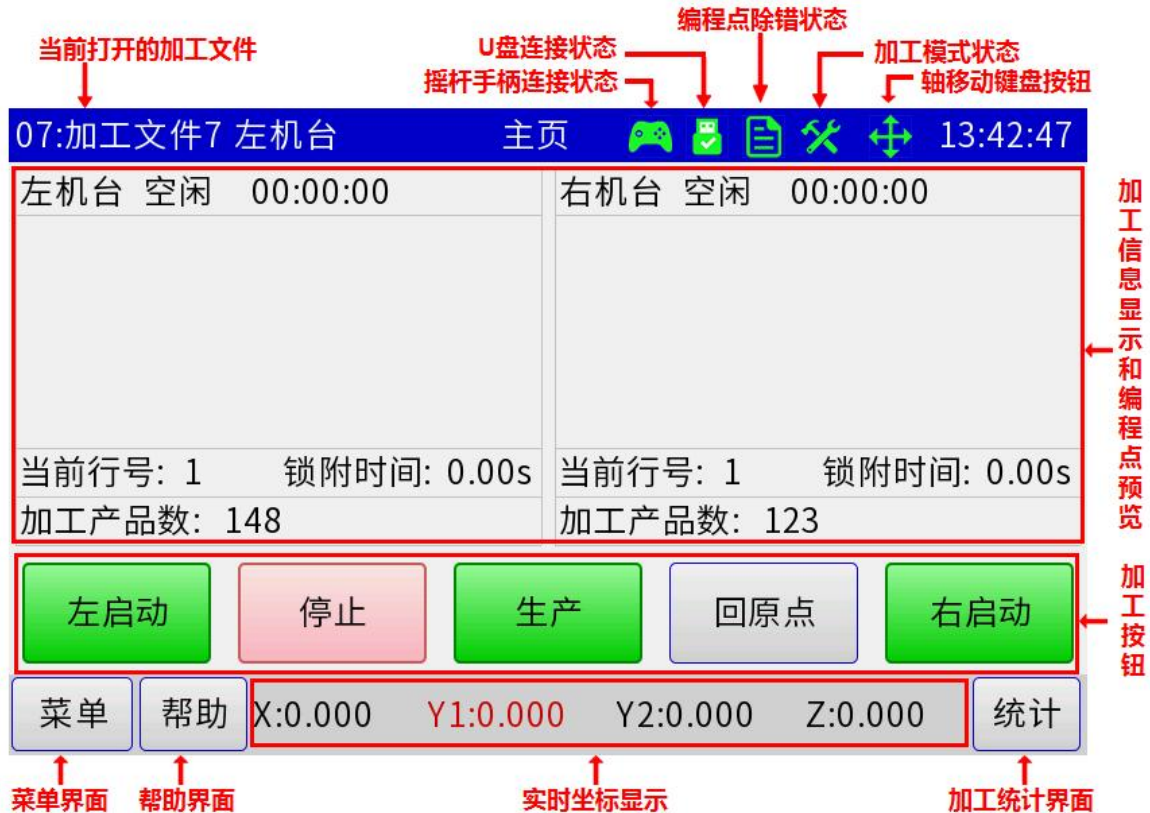 编程点除错状态
当前打开的加工文件
U盘连接状态
加工模式状态
摇杆手柄连接状态
轴移动键盘按钮
07:加工文件7 左机台 主页 13:42:47
左机台 空闲 00:00:00
右机台 空闲 00:00:00
加工信息显示和编程点预览
当前行号: 1 锁附时间: 0.00s
当前行号: 1 锁附时间: 0.00s
加工产品数: 148
加工产品数: 123
左启动 停止 生产 回原点 右启动
加工按钮
菜单 帮助 X:0.000 Y1:0.000 Y2:0.000 Z:0.000 统计
菜单界面 帮助界面 实时坐标显示 加工统计界面